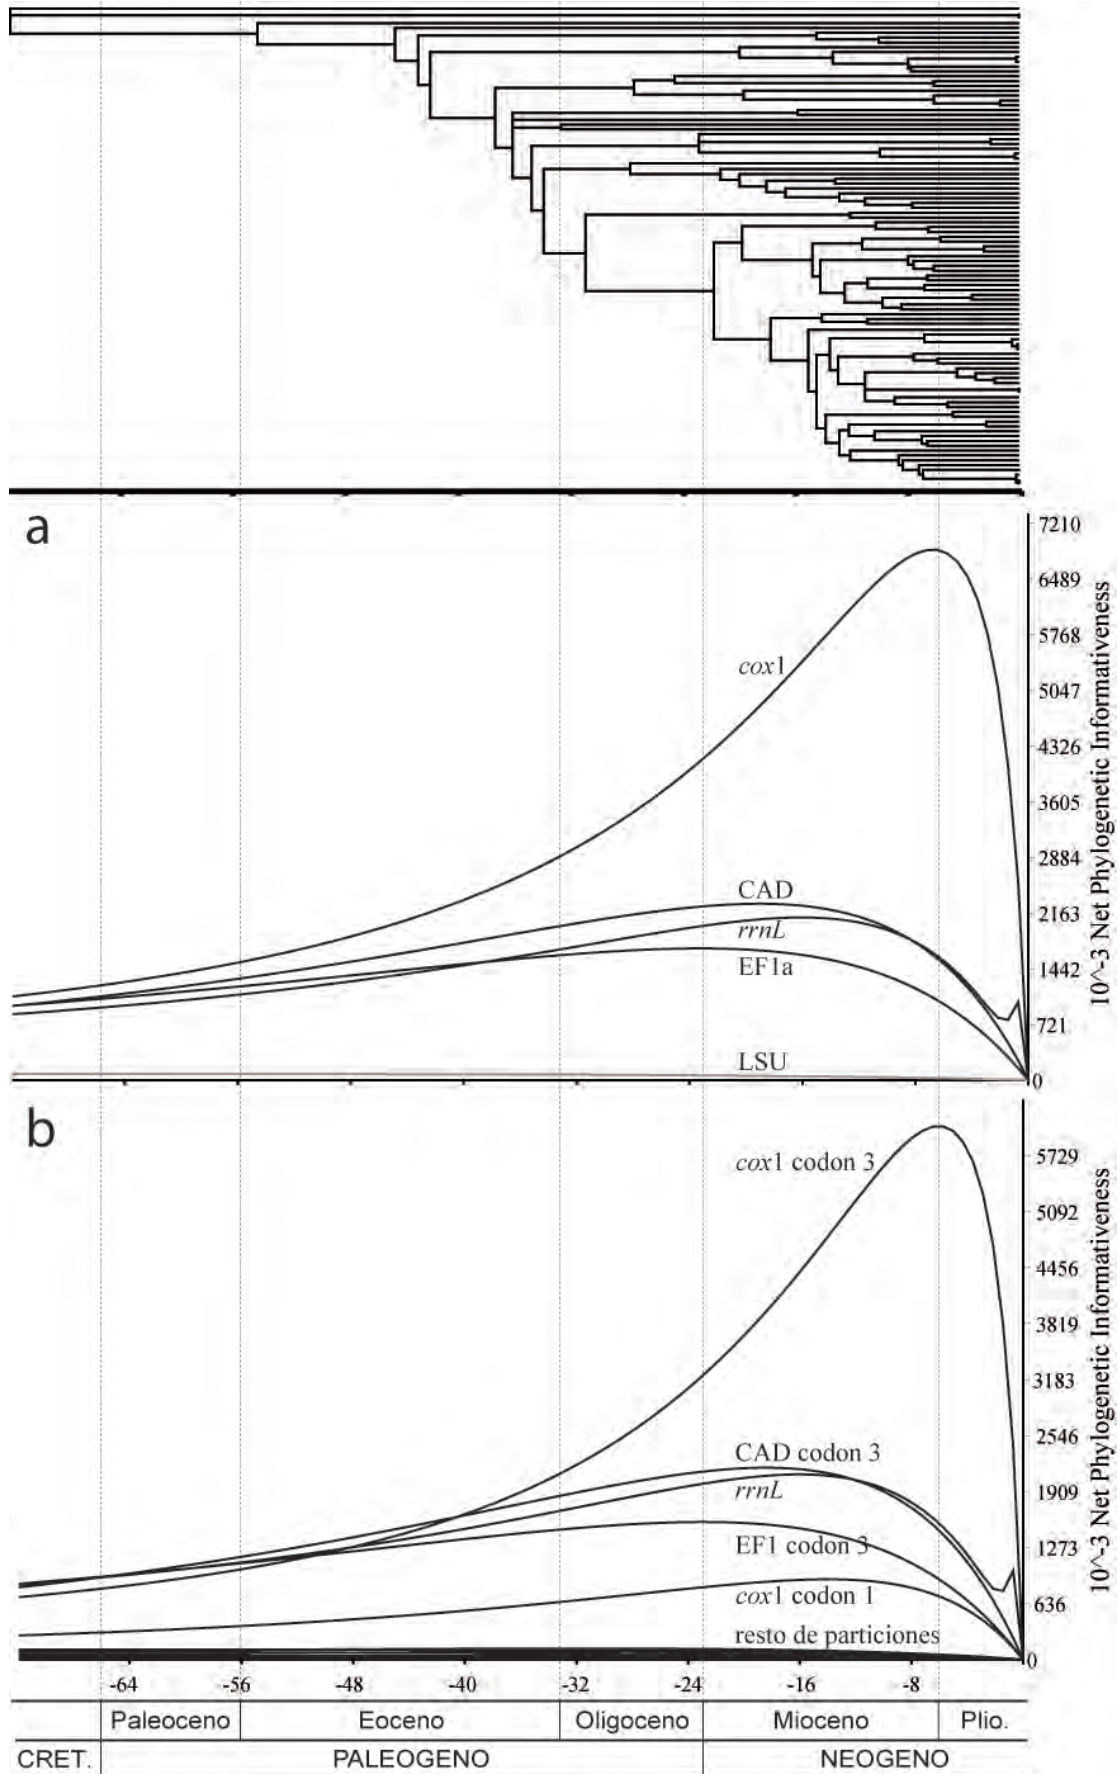 a
7210
6489
5768
5047
4326
3605
2884
2163
1442
721
0
10^-3 Net Phylogenetic Informativeness
cox1
CAD
rrnL
EF1a
LSU
b
5729
5092
4456
3819
3183
2546
1909
1273
636
0
10^-3 Net Phylogenetic Informativeness
cox1 codon 3
CAD codon 3
rrnL
EF1 codon 3
cox1 codon 1
resto de particiones
-64 -56 -48 -40 -32 -24 -16 -8
Paleoceno Eoceno Oligoceno Mioceno Plio.
CRET. PALEOGENO NEOGENO